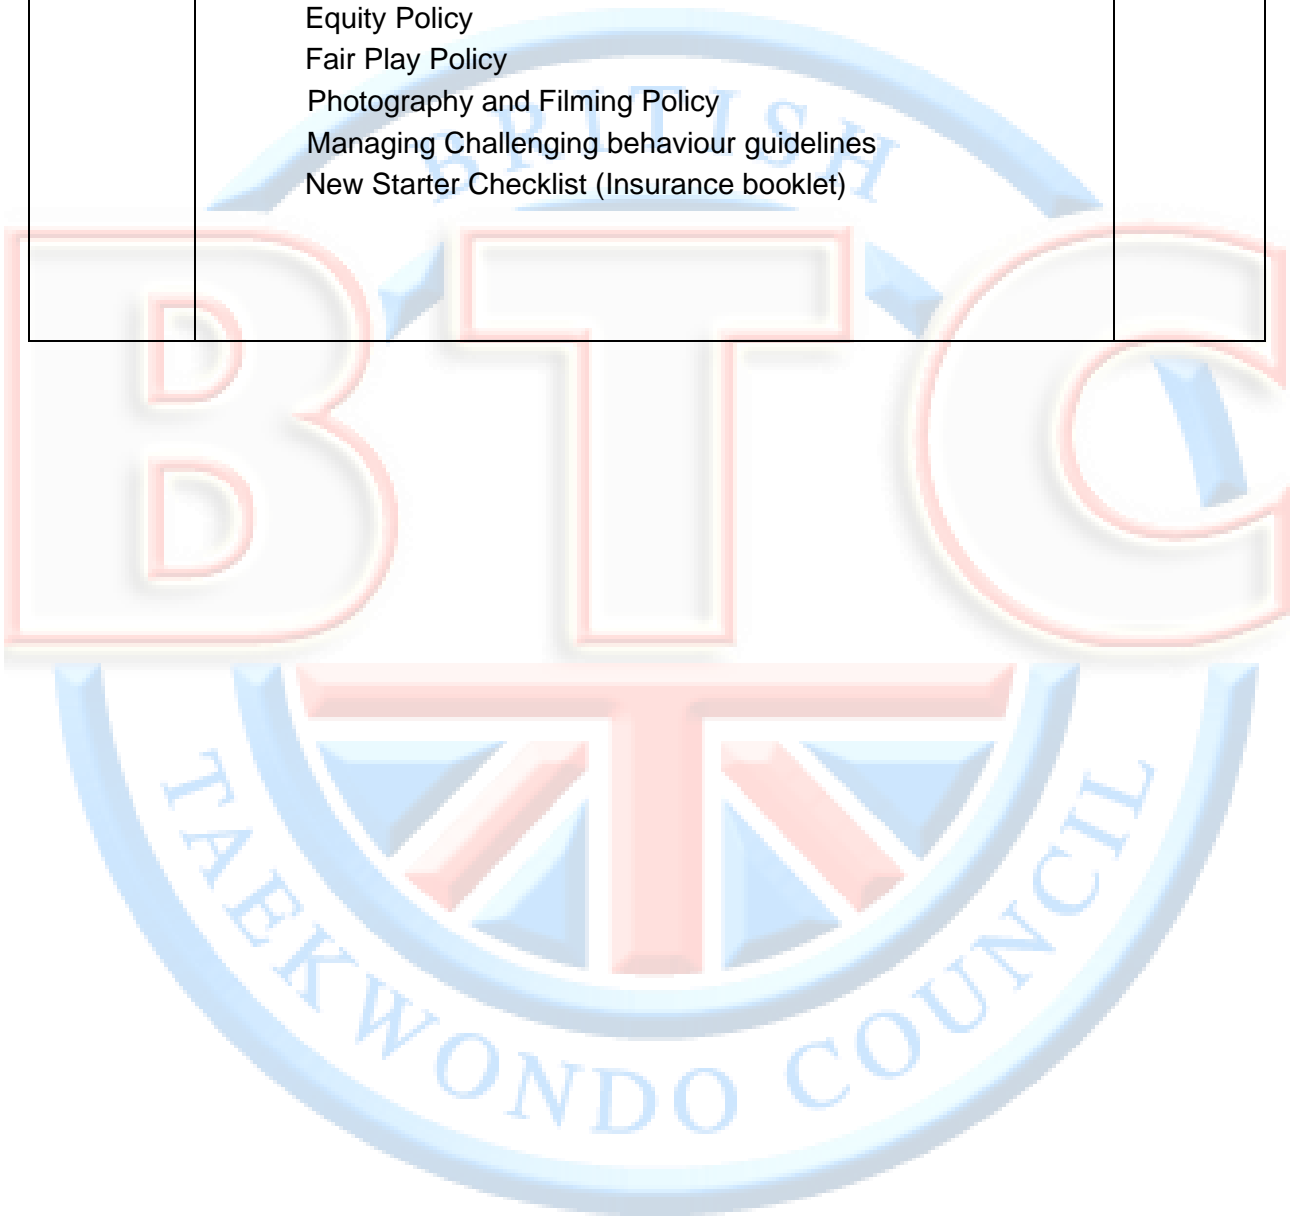 Equity Policy
Fair Play Policy
Photography and Filming Policy
Managing Challenging behaviour guidelines
New Starter Checklist (Insurance booklet)
BRITISH
BTC
TAEKWONDO COUNCIL